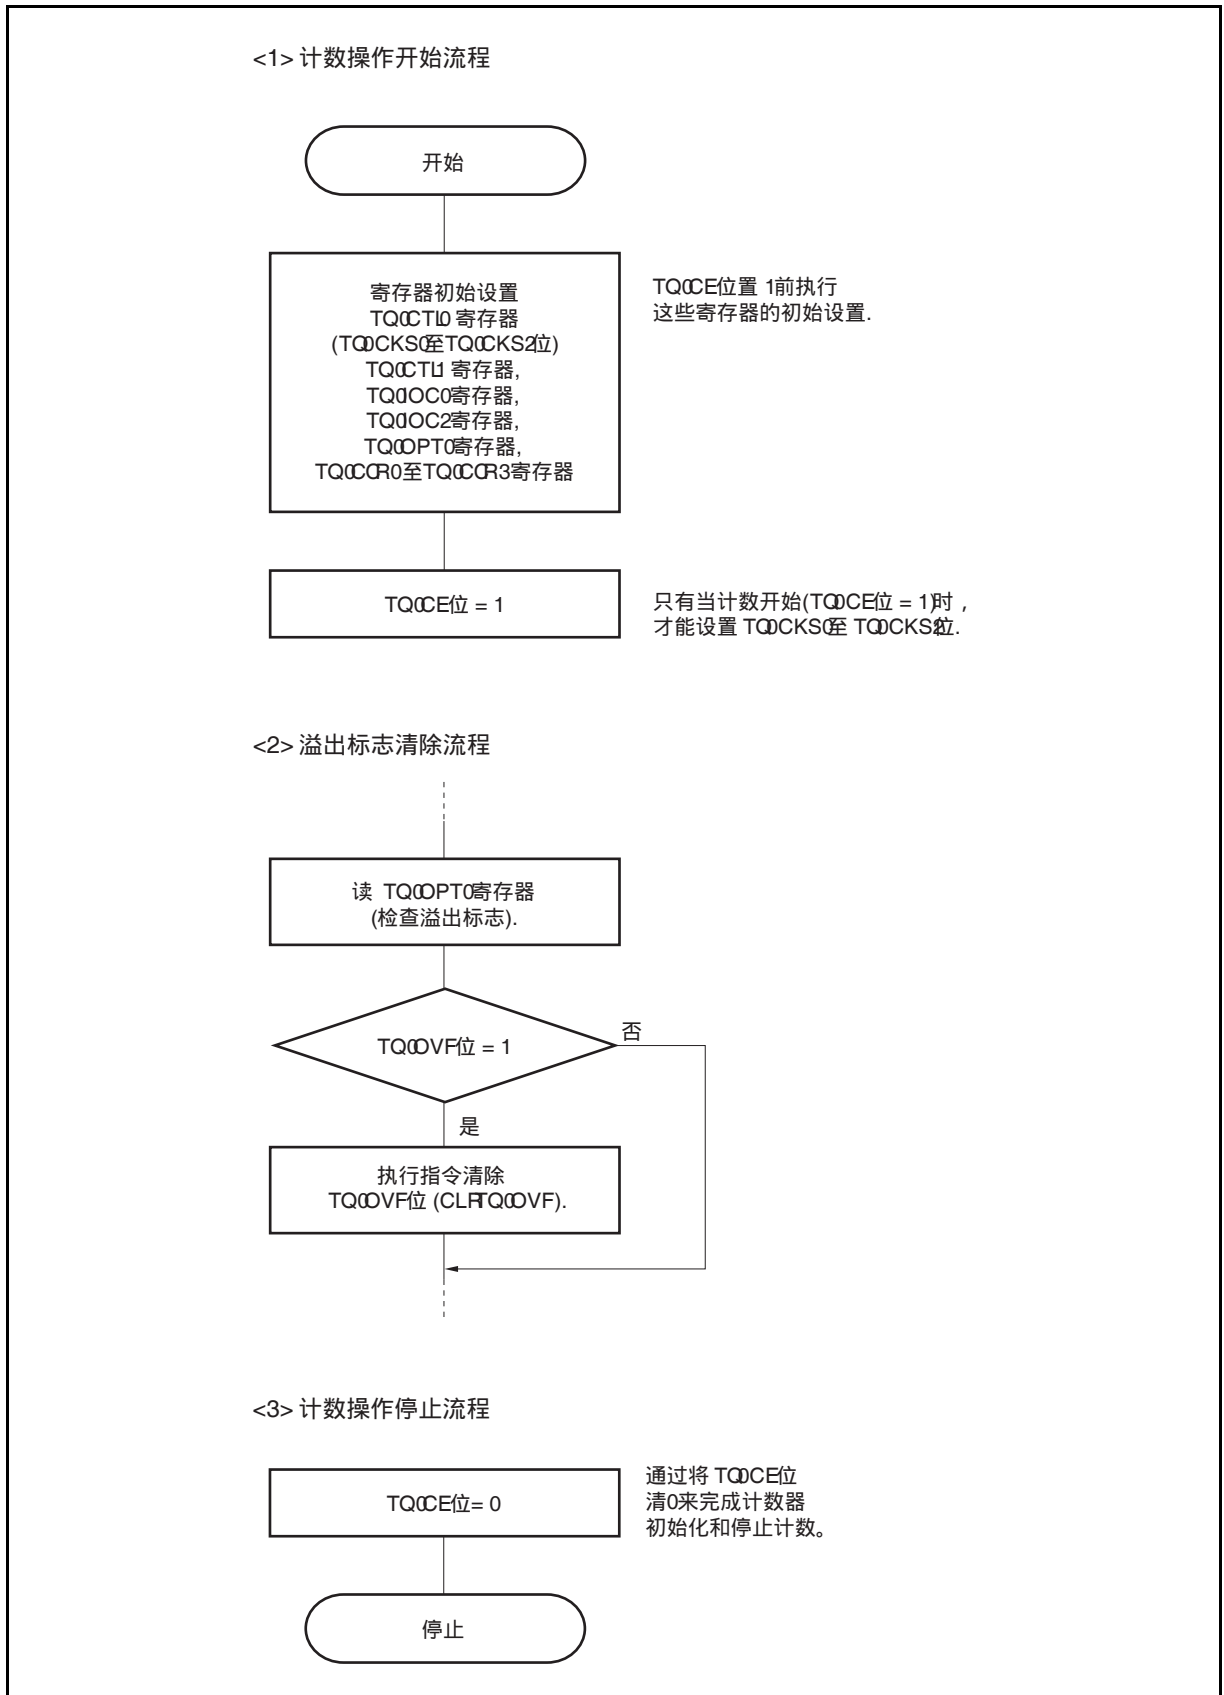 <1> 计数操作开始流程
开始
寄存器初始设置
TQ0CTL0 寄存器
(TQ0CKS0至TQ0CKS2位)
TQ0CTL1 寄存器,
TQ0IOC0寄存器,
TQ0IOC2寄存器,
TQ0OPT0寄存器,
TQ0CCR0至TQ0CCR3寄存器
TQ0CE位置 1前执行
这些寄存器的初始设置.
TQ0CE位 = 1
只有当计数开始(TQ0CE位 = 1)时，
才能设置 TQ0CKS0至 TQ0CKS2位.
<2> 溢出标志清除流程
读 TQ0OPT0寄存器
(检查溢出标志).
TQ0OVF位 = 1
否
是
执行指令清除
TQ0OVF位 (CLR TQ0OVF).
<3> 计数操作停止流程
TQ0CE位= 0
通过将 TQ0CE位
清0来完成计数器
初始化和停止计数。
停止